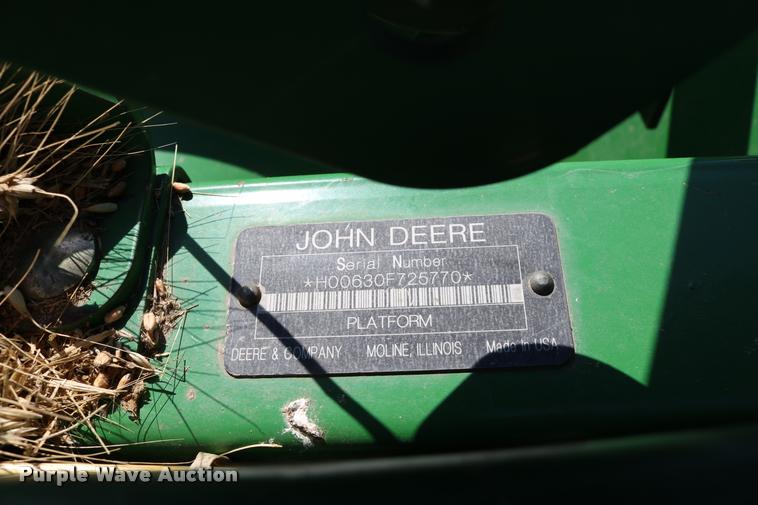 JOHN DEERE
Serial Number
*H00630F725770*
PLATFORM
DEERE & COMPANY MOLINE, ILLINOIS Made in USA
Purple Wave Auction